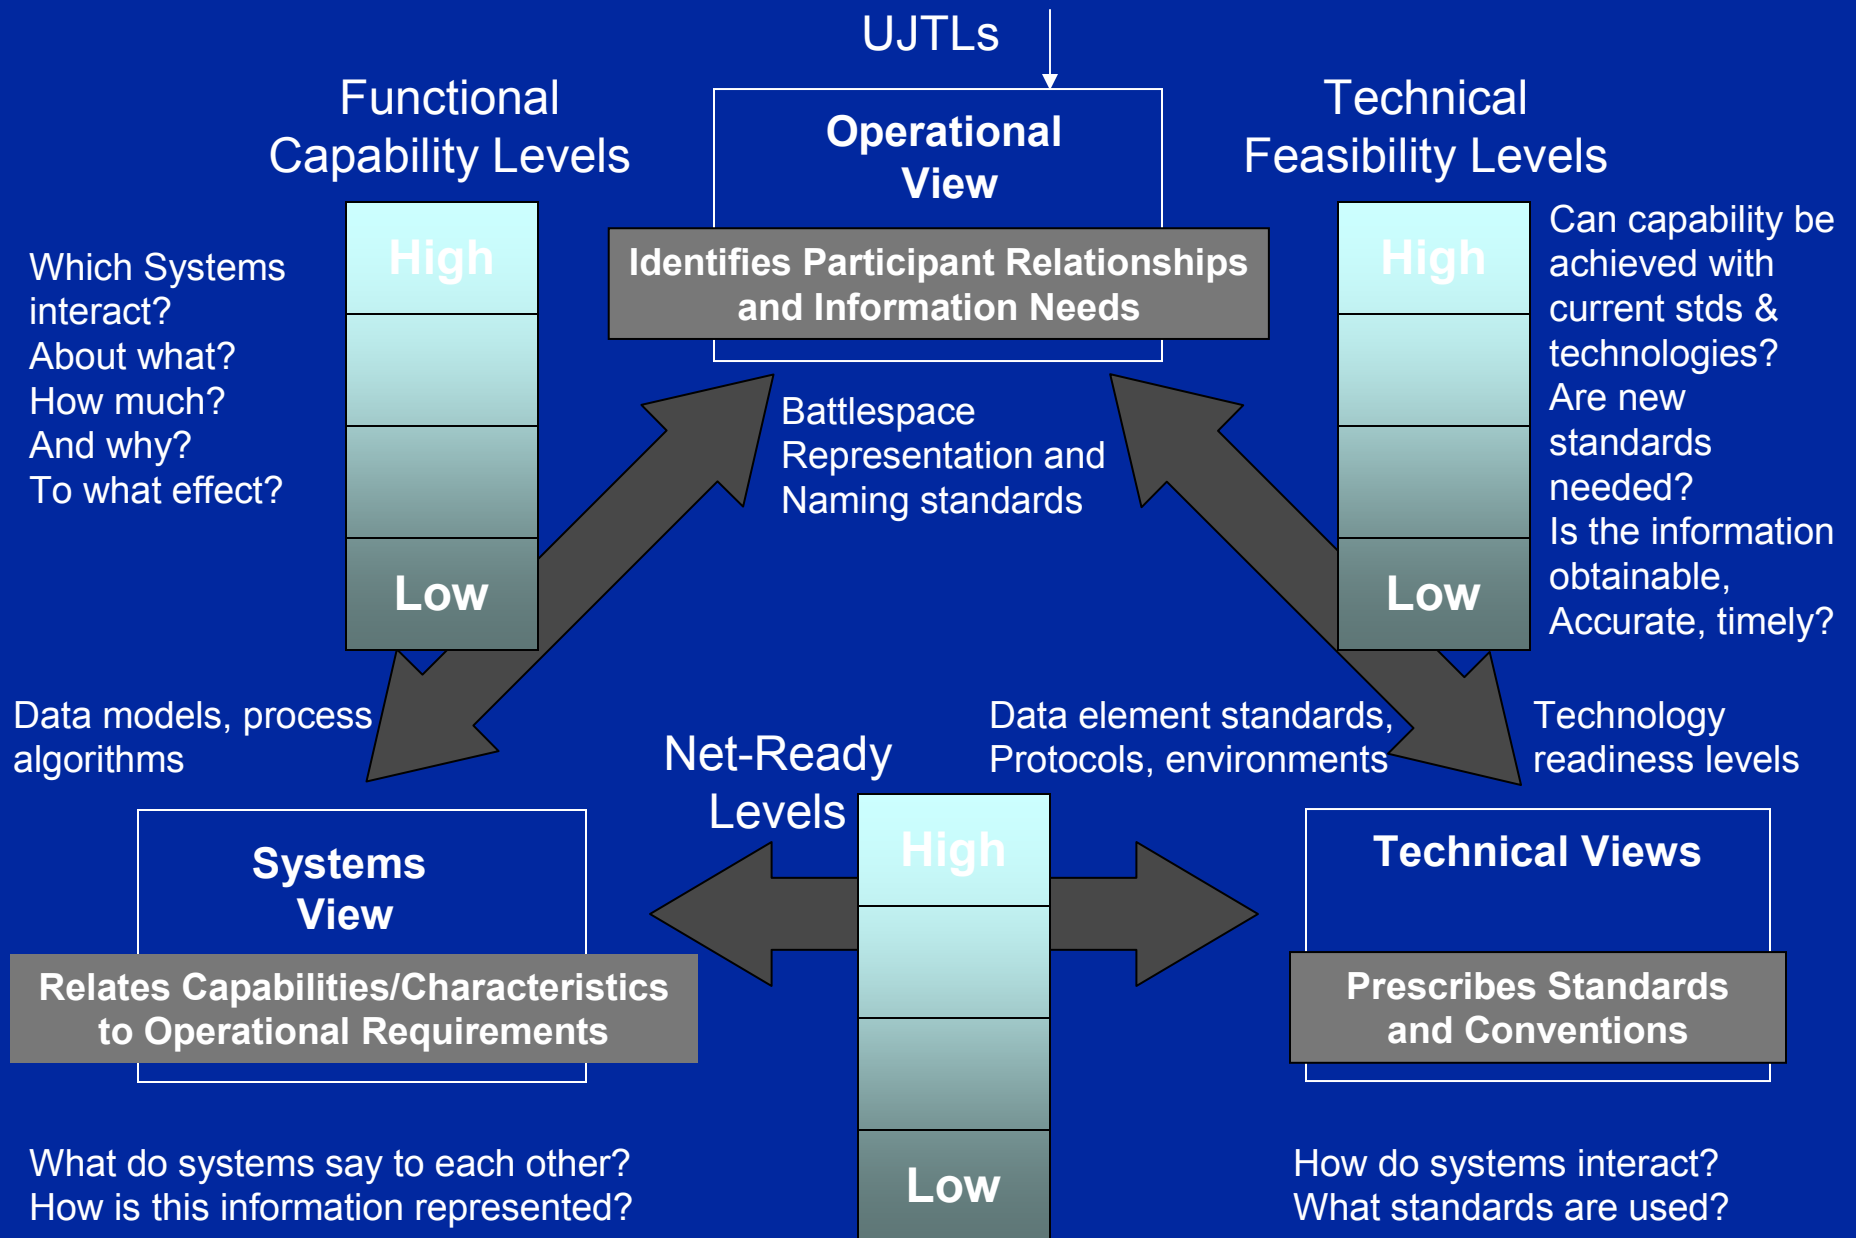 UJTLs
Functional
Capability Levels
Operational
View
Technical
Feasibility Levels
Identifies Participant Relationships
and Information Needs
High
Low
Which Systems
interact?
About what?
How much?
And why?
To what effect?
High
Low
Can capability be
achieved with
current stds &
technologies?
Are new
standards
needed?
Is the information
obtainable,
Accurate, timely?
Battlespace
Representation and
Naming standards
Data models, process
algorithms
Net-Ready
Levels
Data element standards,
Protocols, environments
Technology
readiness levels
High
Low
Systems
View
Relates Capabilities/Characteristics
to Operational Requirements
Technical Views
Prescribes Standards
and Conventions
What do systems say to each other?
How is this information represented?
How do systems interact?
What standards are used?